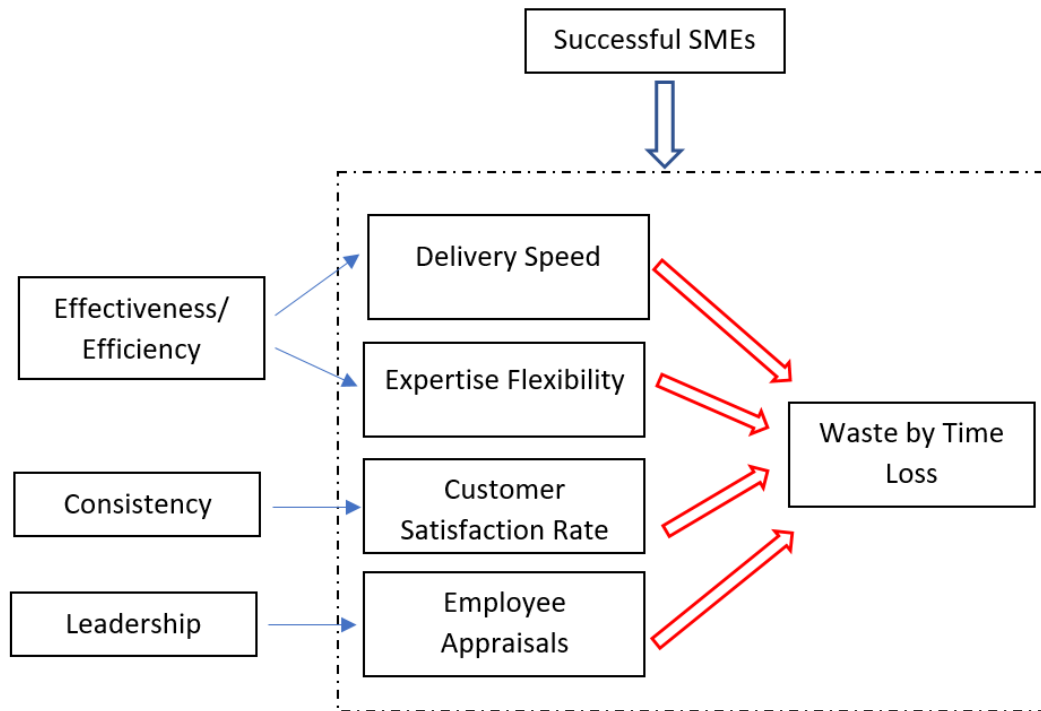 Successful SMEs
Delivery Speed
Effectiveness/
Efficiency
Expertise Flexibility
Waste by Time
Loss
Consistency
Customer
Satisfaction Rate
Leadership
Employee
Appraisals